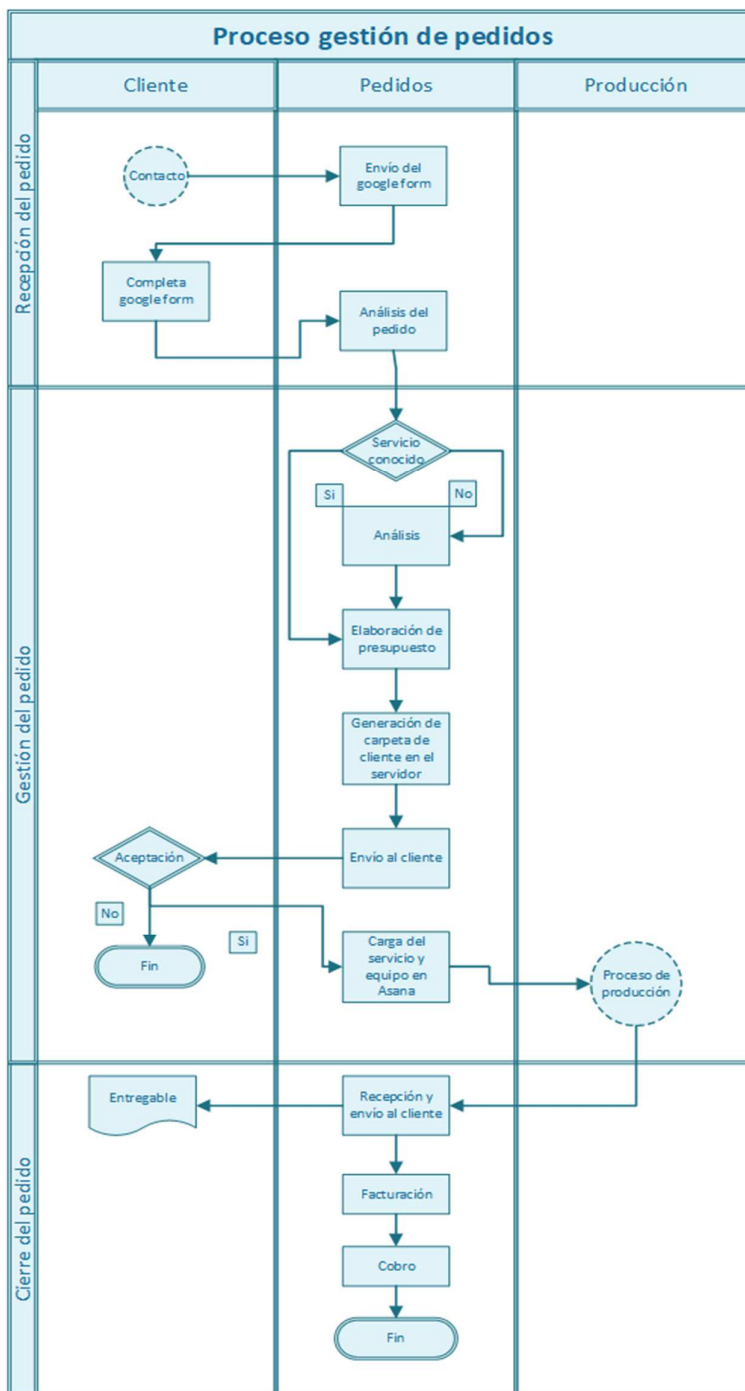 Proceso gestión de pedidos
Cliente
Pedidos
Producción
Recepción del pedido
Contacto
Envío del
google form
Completa
google form
Análisis del
pedido
Gestión del pedido
Servicio
conocido
Si
No
Análisis
Elaboración de
presupuesto
Generación de
carpeta de
cliente en el
servidor
Aceptación
Envío al cliente
No
Si
Fin
Carga del
servicio y
equipo en
Asana
Proceso de
producción
Cierre del pedido
Entregable
Recepción y
envío al cliente
Facturación
Cobro
Fin